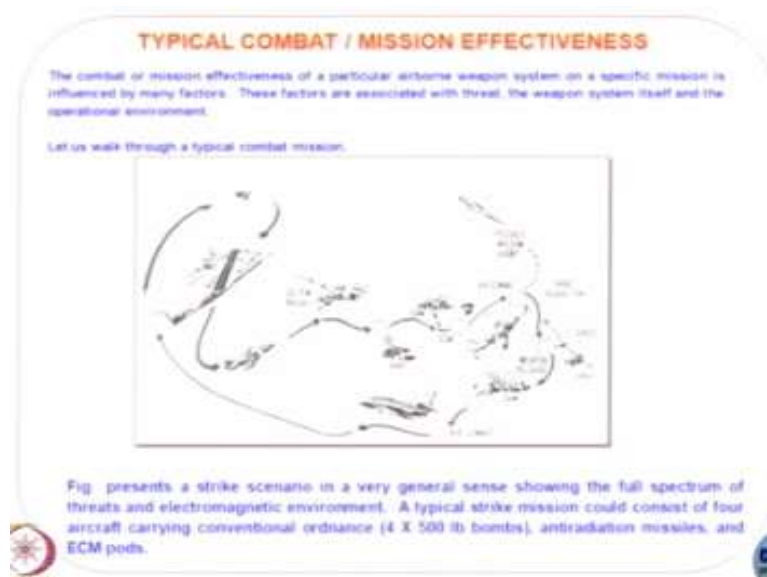 TYPICAL COMBAT / MISSION EFFECTIVENESS
The combat or mission effectiveness of a particular airborne weapon system on a specific mission is
influenced by many factors. These factors are associated with threat, the weapon system itself and the
operational environment.
Let us walk through a typical combat mission.
Fig presents a strike scenario in a very general sense showing the full spectrum of
threats and electromagnetic environment. A typical strike mission could consist of four
aircraft carrying conventional ordnance (4 X 500 lb bombs), antiradiation missiles, and
ECM pods.